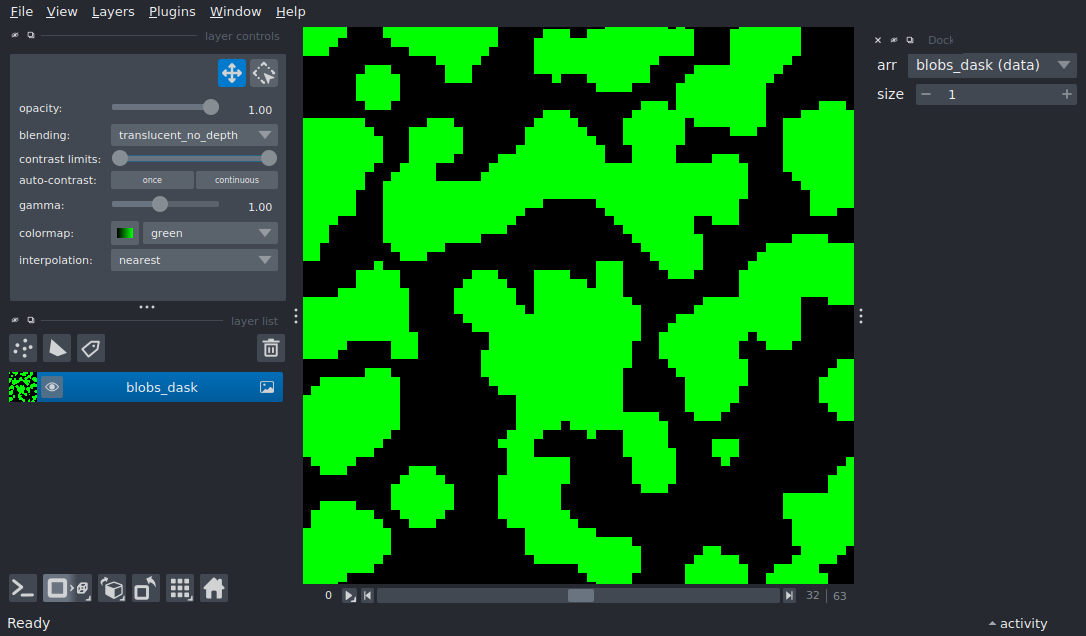 File View Layers Plugins Window Help
layer controls
opacity: 1.00
blending: translucent_no_depth
contrast limits:
auto-contrast: once continuous
gamma: 1.00
colormap: green
interpolation: nearest
layer list
blobs_dask
Ready
0 32 63
activity
Dock
arr blobs_dask (data)
size − 1 +